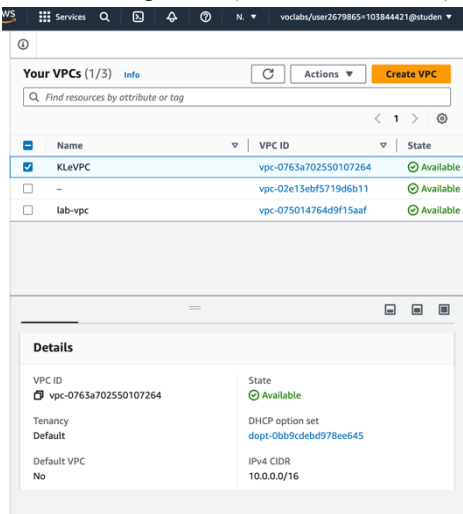 WS Services N. ▼ voclabs/user2679865=103844421@studen ▼
Your VPCs (1/3) Info Actions ▼ Create VPC
Find resources by attribute or tag
< 1 >
Name VPC ID State
KLeVPC vpc-0763a702550107264 Available
– vpc-02e13ebf5719d6b11 Available
lab-vpc vpc-075014764d9f15aaf Available
Details
VPC ID State
vpc-0763a702550107264 Available
Tenancy DHCP option set
Default dopt-0bb9cdebd978ee645
Default VPC IPv4 CIDR
No 10.0.0.0/16